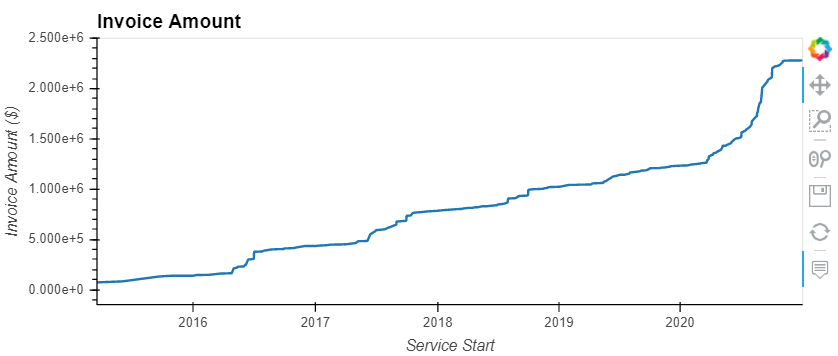 Invoice Amount
2.500e+6
2.000e+6
1.500e+6
1.000e+6
5.000e+5
0.000e+0
Invoice Amount ($)
2016 2017 2018 2019 2020
Service Start